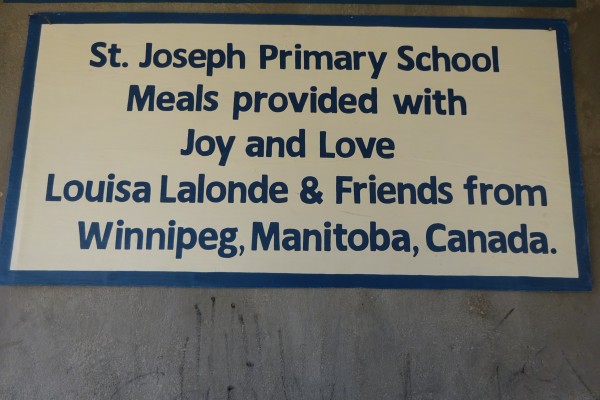 St. Joseph Primary School
Meals provided with
Joy and Love
Louisa Lalonde & Friends from
Winnipeg, Manitoba, Canada.